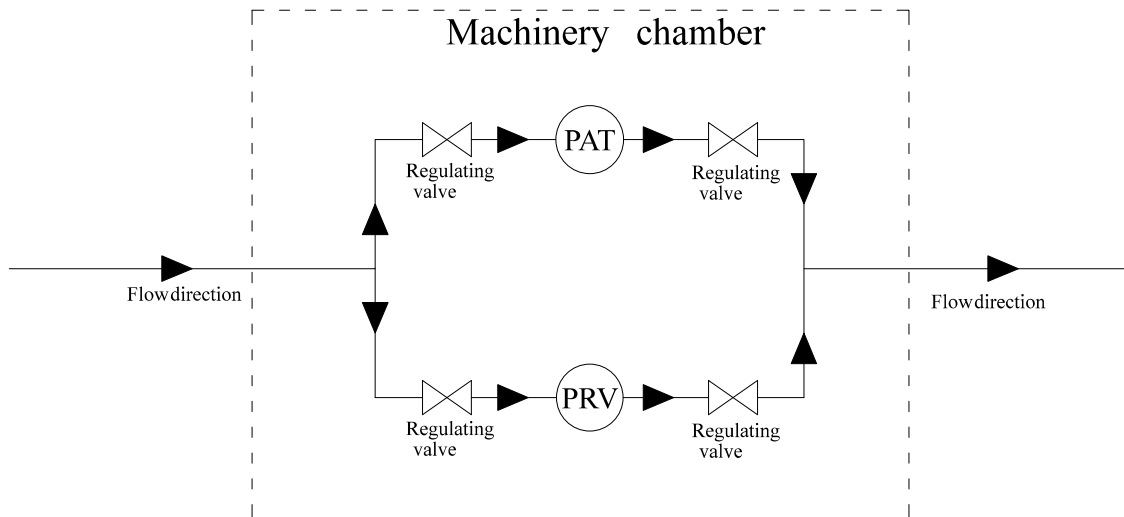 Machinery chamber
PAT
Regulating
valve
Regulating
valve
Flowdirection
Flowdirection
PRV
Regulating
valve
Regulating
valve